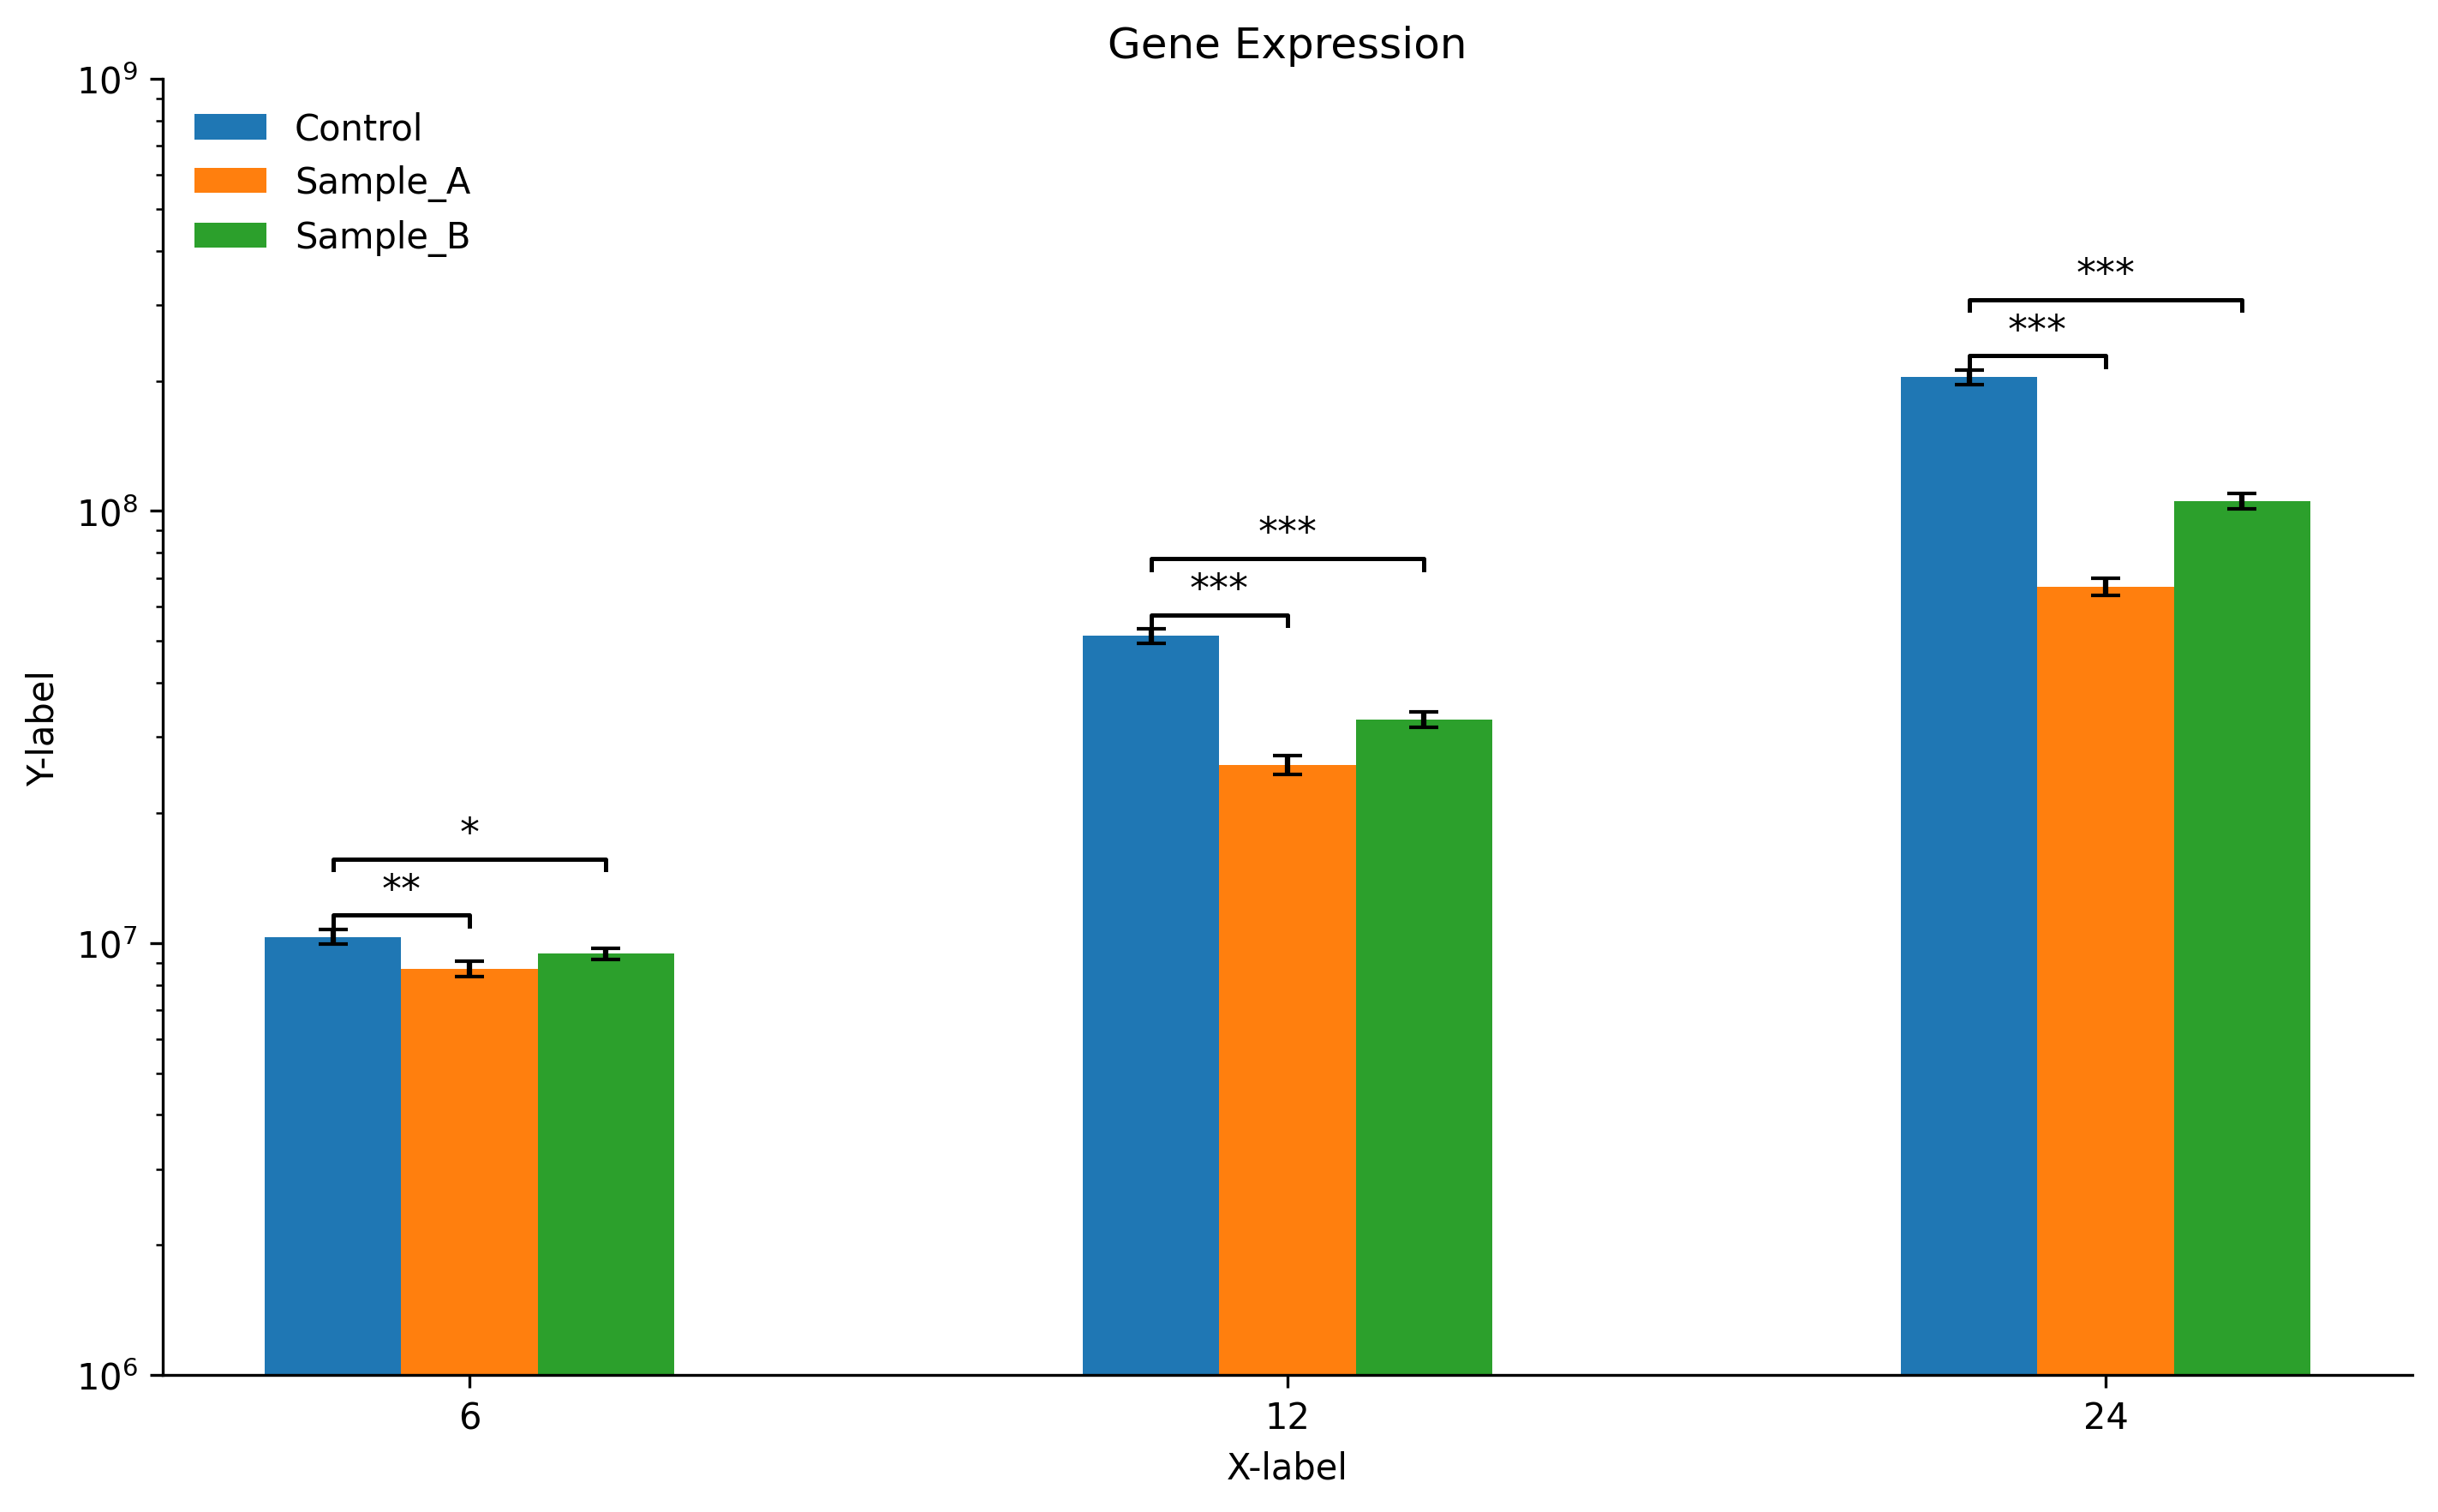 Gene Expression
10⁹
Control
Sample_A
Sample_B
***
***
10⁸
***
***
Y-label
*
**
10⁷
10⁶
6 12 24
X-label